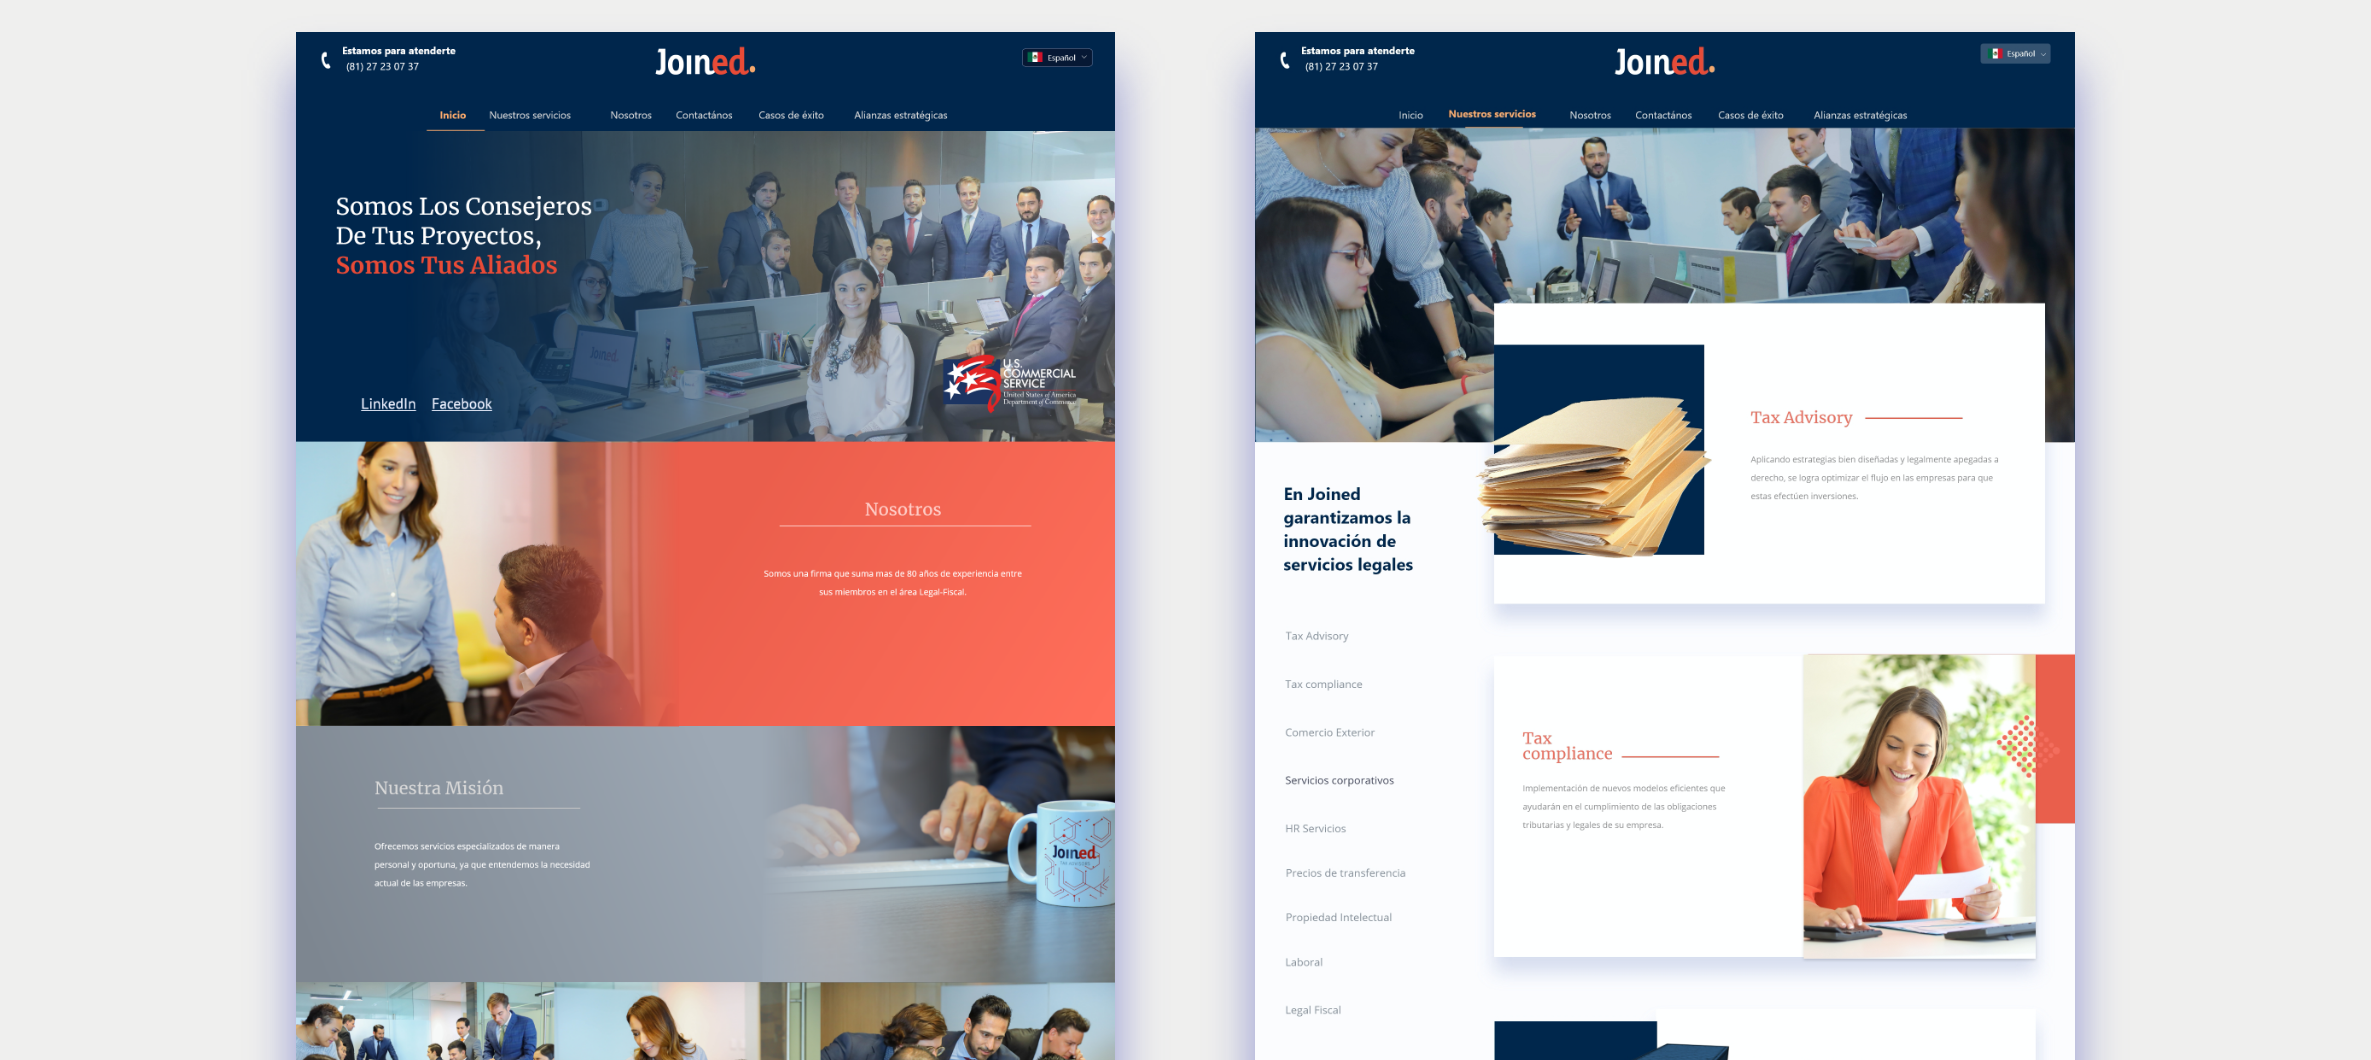 Estamos para atenderte
(81) 27 23 07 37
Joined.
Español
Inicio Nuestros servicios Nosotros Contactános Casos de éxito Alianzas estratégicas
Somos Los Consejeros
De Tus Proyectos,
Somos Tus Aliados
Joined.
U.S.
COMMERCIAL
SERVICE
United States of America
Department of Commerce
LinkedIn Facebook
Nosotros
Somos una firma que suma mas de 80 años de experiencia entre
sus miembros en el área Legal-Fiscal.
Nuestra Misión
Ofrecemos servicios especializados de manera
personal y oportuna, ya que entendemos la necesidad
actual de las empresas.
Joined
Estamos para atenderte
(81) 27 23 07 37
Joined.
Español
Inicio Nuestros servicios Nosotros Contactános Casos de éxito Alianzas estratégicas
Tax Advisory
Aplicando estrategias bien diseñadas y legalmente apegadas a
derecho, se logra optimizar el flujo en las empresas para que
estas efectúen inversiones.
En Joined
garantizamos la
innovación de
servicios legales
Tax Advisory
Tax compliance
Comercio Exterior
Servicios corporativos
HR Servicios
Precios de transferencia
Propiedad Intelectual
Laboral
Legal Fiscal
Tax
compliance
Implementación de nuevos modelos eficientes que
ayudarán en el cumplimiento de las obligaciones
tributarias y legales de su empresa.